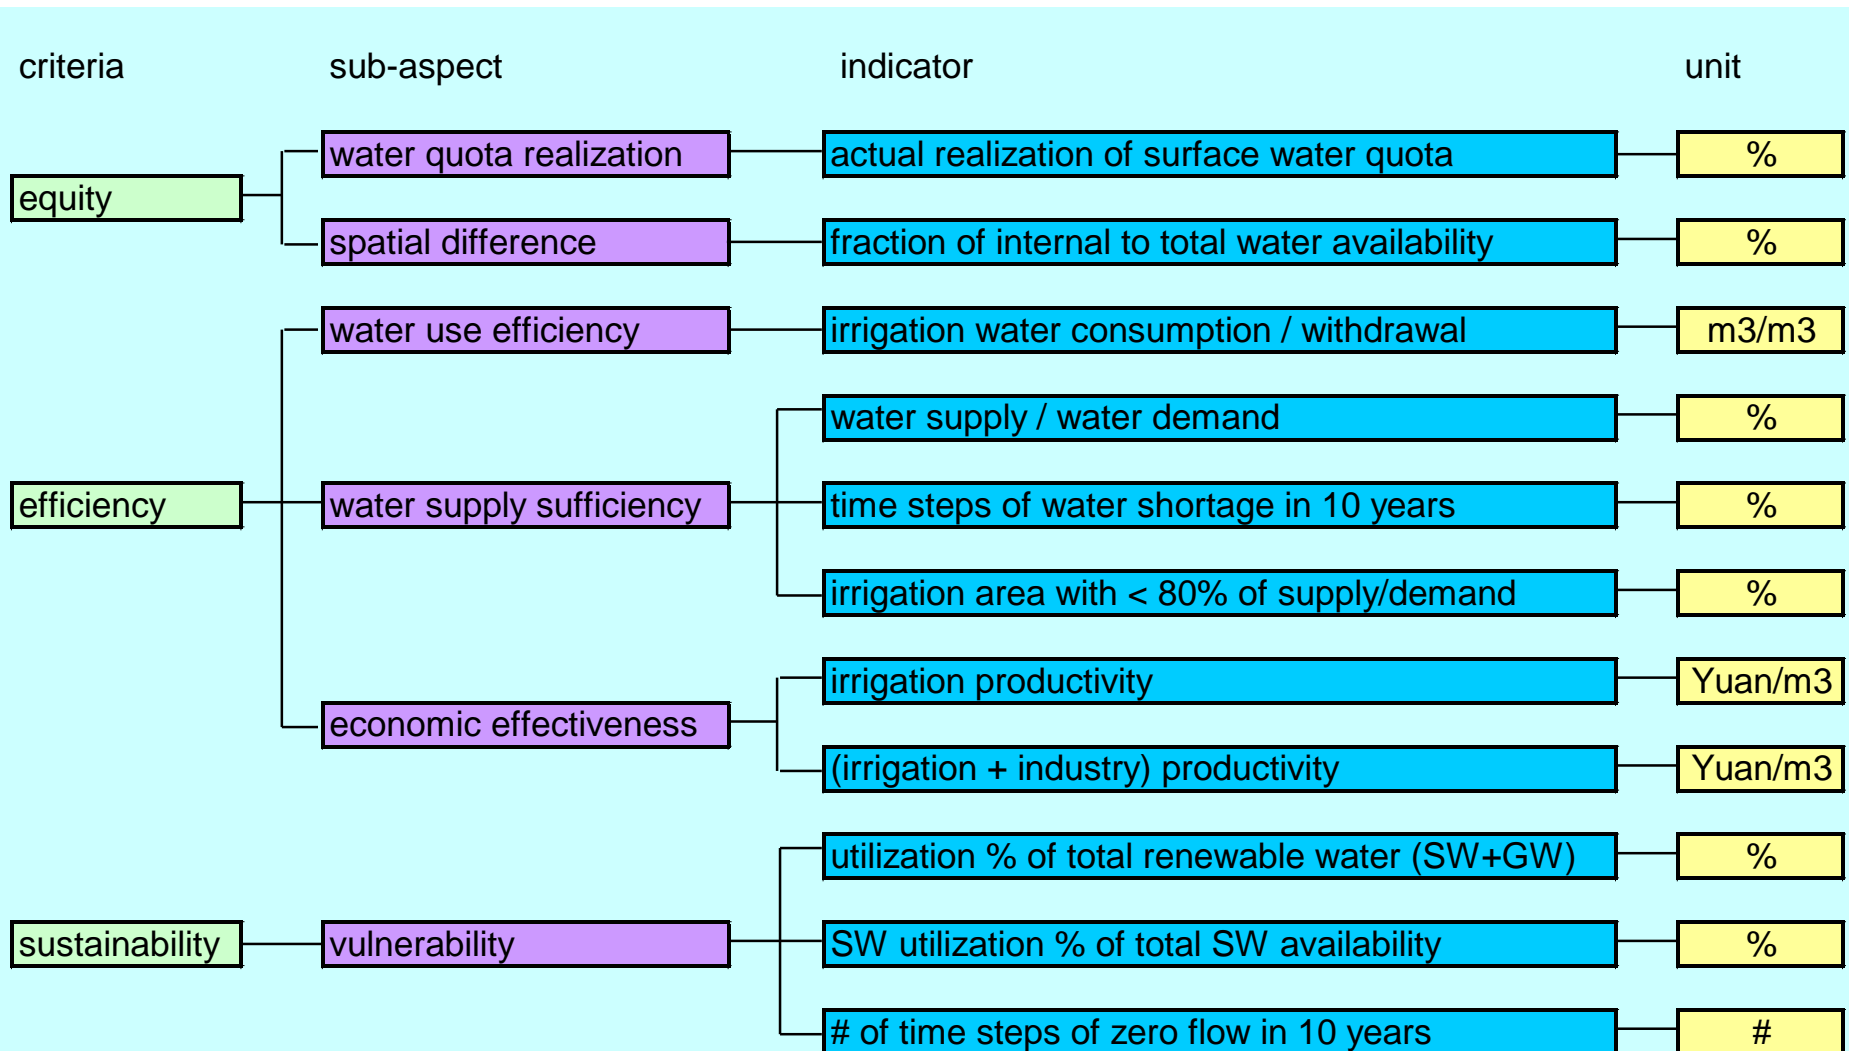 criteria sub-aspect indicator unit
water quota realization actual realization of surface water quota %
equity
spatial difference fraction of internal to total water availability %
water use efficiency irrigation water consumption / withdrawal m3/m3
water supply / water demand %
efficiency water supply sufficiency time steps of water shortage in 10 years %
irrigation area with < 80% of supply/demand %
irrigation productivity Yuan/m3
economic effectiveness
(irrigation + industry) productivity Yuan/m3
utilization % of total renewable water (SW+GW) %
sustainability vulnerability SW utilization % of total SW availability %
# of time steps of zero flow in 10 years #